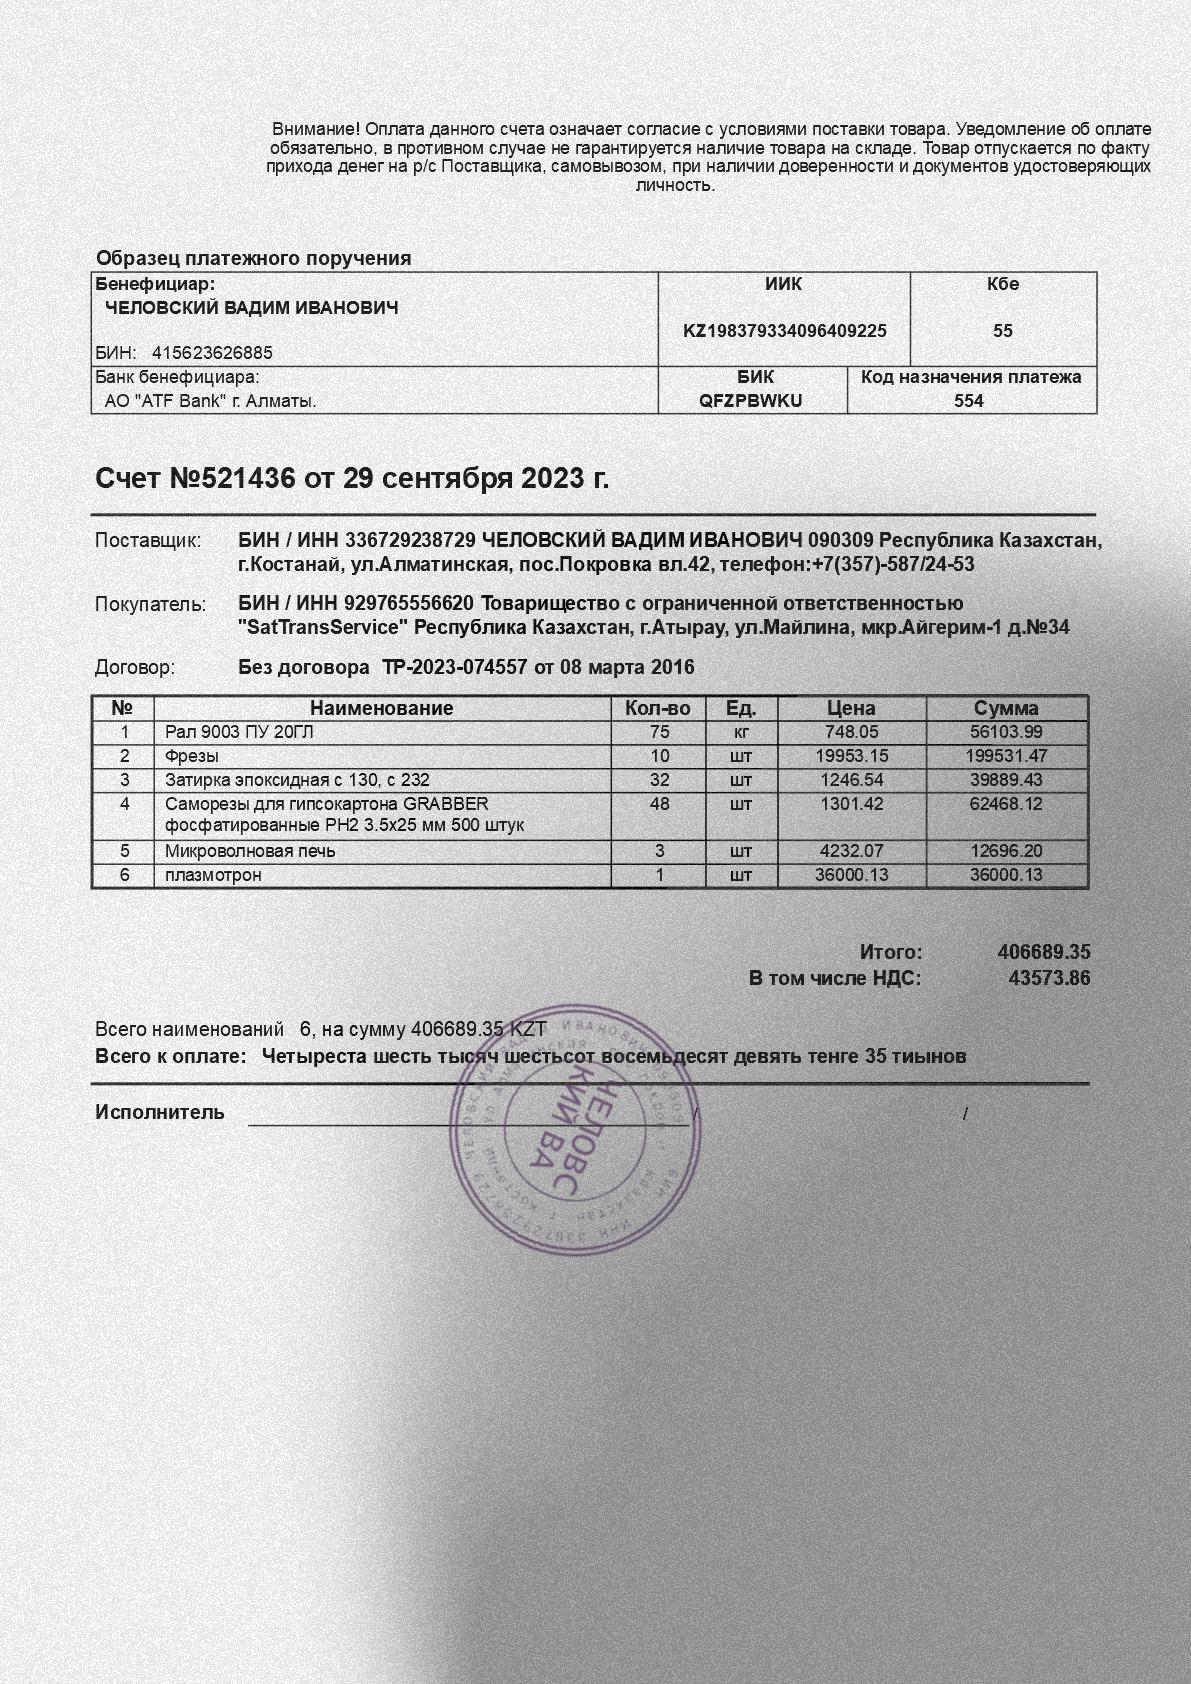 Внимание! Оплата данного счета означает согласие с условиями поставки товара. Уведомление об оплате
обязательно, в противном случае не гарантируется наличие товара на складе. Товар отпускается по факту
прихода денег на р/с Поставщика, самовывозом, при наличии доверенности и документов удостоверяющих
личность.
Образец платежного поручения
Бенефициар: ИИК Кбе
ЧЕЛОВСКИЙ ВАДИМ ИВАНОВИЧ
KZ198379334096409225 55
БИН: 415623626885
Банк бенефициара: БИК Код назначения платежа
АО "ATF Bank" г. Алматы. QFZPBWKU 554
Счет №521436 от 29 сентября 2023 г.
Поставщик: БИН / ИНН 336729238729 ЧЕЛОВСКИЙ ВАДИМ ИВАНОВИЧ 090309 Республика Казахстан,
г.Костанай, ул.Алматинская, пос.Покровка вл.42, телефон:+7(357)-587/24-53
Покупатель: БИН / ИНН 929765556620 Товарищество с ограниченной ответственностью
"SatTransService" Республика Казахстан, г.Атырау, ул.Майлина, мкр.Айгерим-1 д.№34
Договор: Без договора ТР-2023-074557 от 08 марта 2016
№ Наименование Кол-во Ед. Цена Сумма
1 Рал 9003 ПУ 20ГЛ 75 кг 748.05 56103.99
2 Фрезы 10 шт 19953.15 199531.47
3 Затирка эпоксидная с 130, с 232 32 шт 1246.54 39889.43
4 Саморезы для гипсокартона GRABBER 48 шт 1301.42 62468.12
фосфатированные PH2 3.5x25 мм 500 штук
5 Микроволновая печь 3 шт 4232.07 12696.20
6 плазмотрон 1 шт 36000.13 36000.13
Итого: 406689.35
В том числе НДС: 43573.86
Всего наименований 6, на сумму 406689.35 KZT
Всего к оплате: Четыреста шесть тысяч шестьсот восемьдесят девять тенге 35 тиынов
Исполнитель / /
ЧЕЛОВС
КИЙ ВА